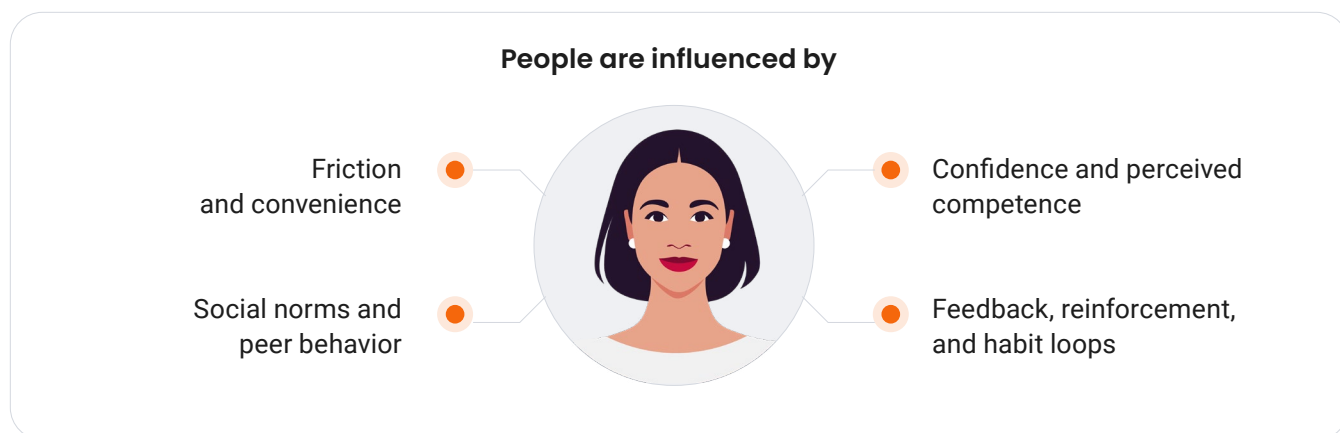 People are influenced by
Friction
and convenience
Social norms and
peer behavior
Confidence and perceived
competence
Feedback, reinforcement,
and habit loops